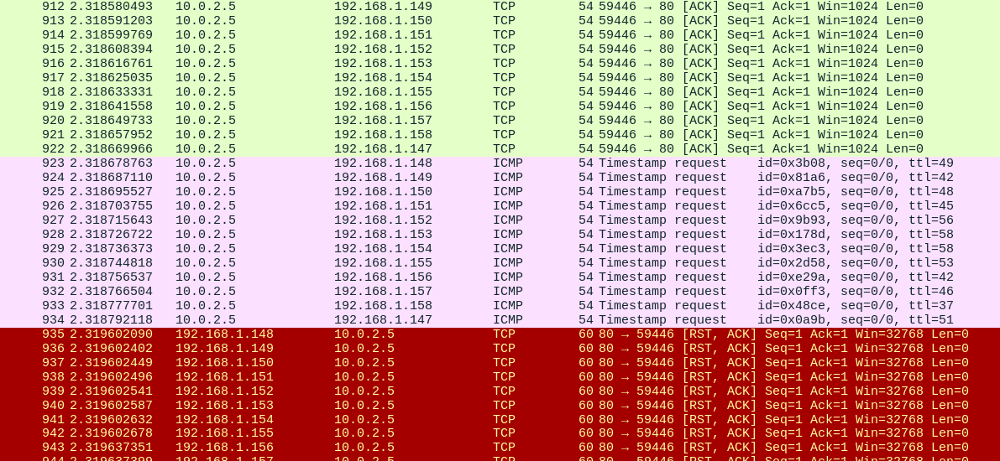 912 2.318580493 10.0.2.5 192.168.1.149 TCP 54 59446 → 80 [ACK] Seq=1 Ack=1 Win=1024 Len=0
913 2.318591203 10.0.2.5 192.168.1.150 TCP 54 59446 → 80 [ACK] Seq=1 Ack=1 Win=1024 Len=0
914 2.318599769 10.0.2.5 192.168.1.151 TCP 54 59446 → 80 [ACK] Seq=1 Ack=1 Win=1024 Len=0
915 2.318608394 10.0.2.5 192.168.1.152 TCP 54 59446 → 80 [ACK] Seq=1 Ack=1 Win=1024 Len=0
916 2.318616761 10.0.2.5 192.168.1.153 TCP 54 59446 → 80 [ACK] Seq=1 Ack=1 Win=1024 Len=0
917 2.318625035 10.0.2.5 192.168.1.154 TCP 54 59446 → 80 [ACK] Seq=1 Ack=1 Win=1024 Len=0
918 2.318633331 10.0.2.5 192.168.1.155 TCP 54 59446 → 80 [ACK] Seq=1 Ack=1 Win=1024 Len=0
919 2.318641558 10.0.2.5 192.168.1.156 TCP 54 59446 → 80 [ACK] Seq=1 Ack=1 Win=1024 Len=0
920 2.318649733 10.0.2.5 192.168.1.157 TCP 54 59446 → 80 [ACK] Seq=1 Ack=1 Win=1024 Len=0
921 2.318657952 10.0.2.5 192.168.1.158 TCP 54 59446 → 80 [ACK] Seq=1 Ack=1 Win=1024 Len=0
922 2.318669966 10.0.2.5 192.168.1.147 TCP 54 59446 → 80 [ACK] Seq=1 Ack=1 Win=1024 Len=0
923 2.318678763 10.0.2.5 192.168.1.148 ICMP 54 Timestamp request id=0x3b08, seq=0/0, ttl=49
924 2.318687110 10.0.2.5 192.168.1.149 ICMP 54 Timestamp request id=0x81a6, seq=0/0, ttl=42
925 2.318695527 10.0.2.5 192.168.1.150 ICMP 54 Timestamp request id=0xa7b5, seq=0/0, ttl=48
926 2.318703755 10.0.2.5 192.168.1.151 ICMP 54 Timestamp request id=0x6cc5, seq=0/0, ttl=45
927 2.318715643 10.0.2.5 192.168.1.152 ICMP 54 Timestamp request id=0x9b93, seq=0/0, ttl=56
928 2.318726722 10.0.2.5 192.168.1.153 ICMP 54 Timestamp request id=0x178d, seq=0/0, ttl=58
929 2.318736373 10.0.2.5 192.168.1.154 ICMP 54 Timestamp request id=0x3ec3, seq=0/0, ttl=58
930 2.318744818 10.0.2.5 192.168.1.155 ICMP 54 Timestamp request id=0x2d58, seq=0/0, ttl=53
931 2.318756537 10.0.2.5 192.168.1.156 ICMP 54 Timestamp request id=0xe29a, seq=0/0, ttl=42
932 2.318766504 10.0.2.5 192.168.1.157 ICMP 54 Timestamp request id=0x0ff3, seq=0/0, ttl=46
933 2.318777701 10.0.2.5 192.168.1.158 ICMP 54 Timestamp request id=0x48ce, seq=0/0, ttl=37
934 2.318792118 10.0.2.5 192.168.1.147 ICMP 54 Timestamp request id=0x0a9b, seq=0/0, ttl=51
935 2.319602090 192.168.1.148 10.0.2.5 TCP 60 80 → 59446 [RST, ACK] Seq=1 Ack=1 Win=32768 Len=0
936 2.319602402 192.168.1.149 10.0.2.5 TCP 60 80 → 59446 [RST, ACK] Seq=1 Ack=1 Win=32768 Len=0
937 2.319602449 192.168.1.150 10.0.2.5 TCP 60 80 → 59446 [RST, ACK] Seq=1 Ack=1 Win=32768 Len=0
938 2.319602496 192.168.1.151 10.0.2.5 TCP 60 80 → 59446 [RST, ACK] Seq=1 Ack=1 Win=32768 Len=0
939 2.319602541 192.168.1.152 10.0.2.5 TCP 60 80 → 59446 [RST, ACK] Seq=1 Ack=1 Win=32768 Len=0
940 2.319602587 192.168.1.153 10.0.2.5 TCP 60 80 → 59446 [RST, ACK] Seq=1 Ack=1 Win=32768 Len=0
941 2.319602632 192.168.1.154 10.0.2.5 TCP 60 80 → 59446 [RST, ACK] Seq=1 Ack=1 Win=32768 Len=0
942 2.319602678 192.168.1.155 10.0.2.5 TCP 60 80 → 59446 [RST, ACK] Seq=1 Ack=1 Win=32768 Len=0
943 2.319637351 192.168.1.156 10.0.2.5 TCP 60 80 → 59446 [RST, ACK] Seq=1 Ack=1 Win=32768 Len=0
944 2.319637399 192.168.1.157 10.0.2.5 TCP 60 80 → 59446 [RST, ACK] Seq=1 Ack=1 Win=32768 Len=0